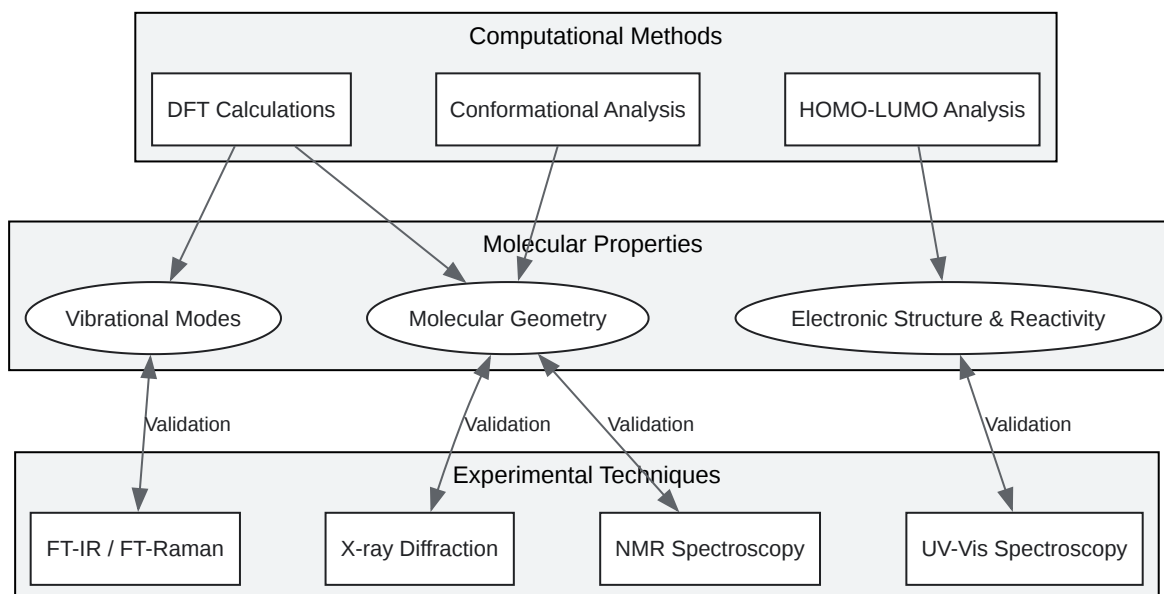 Computational Methods
DFT Calculations
Conformational Analysis
HOMO-LUMO Analysis
Molecular Properties
Vibrational Modes
Molecular Geometry
Electronic Structure & Reactivity
Validation
Validation
Validation
Validation
Experimental Techniques
FT-IR / FT-Raman
X-ray Diffraction
NMR Spectroscopy
UV-Vis Spectroscopy